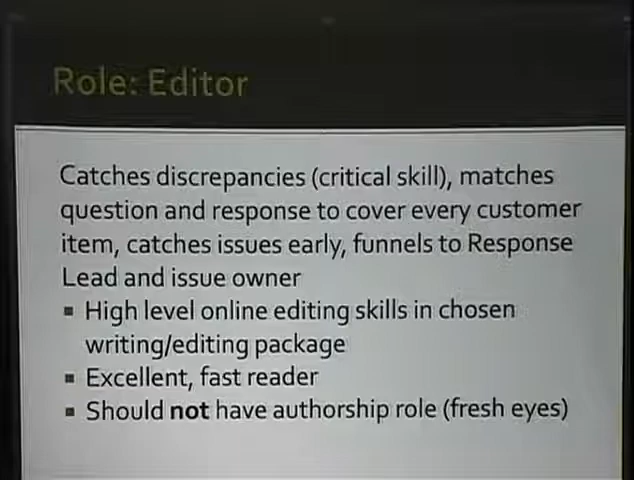 Role: Editor
Catches discrepancies (critical skill), matches
question and response to cover every customer
item, catches issues early, funnels to Response
Lead and issue owner
▪ High level online editing skills in chosen
writing/editing package
▪ Excellent, fast reader
▪ Should not have authorship role (fresh eyes)